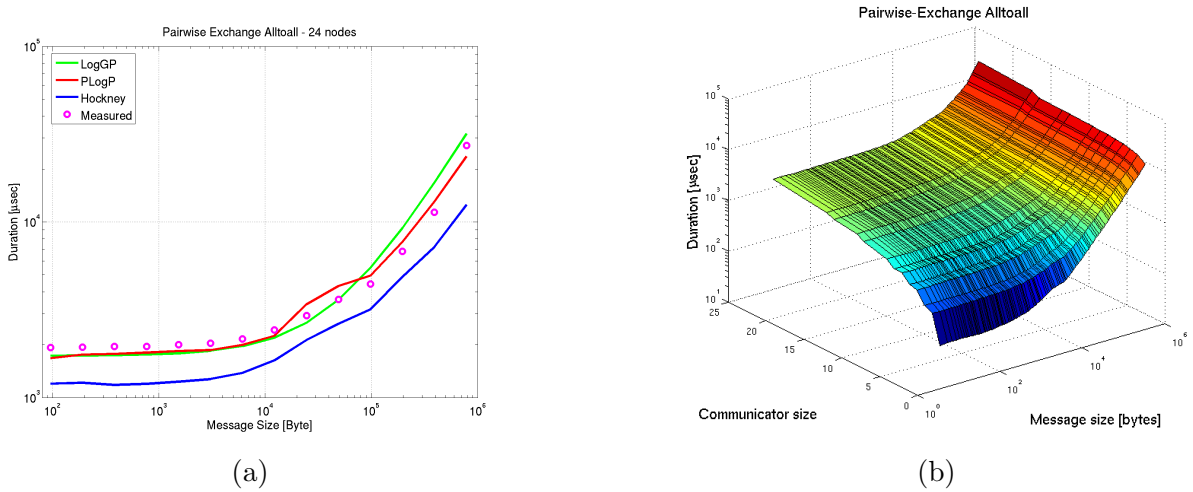 Pairwise Exchange Alltoall - 24 nodes
10^5
10^4
10^3
Duration [μsec]
LogGP
PLogP
Hockney
Measured
10^2 10^3 10^4 10^5 10^6
Message Size [Byte]
(a)
Pairwise-Exchange Alltoall
10^5
10^4
10^3
10^2
10^1
Duration [μsec]
25 20 15 10 5 0
Communicator size
10^0 10^2 10^4 10^6
Message size [bytes]
(b)